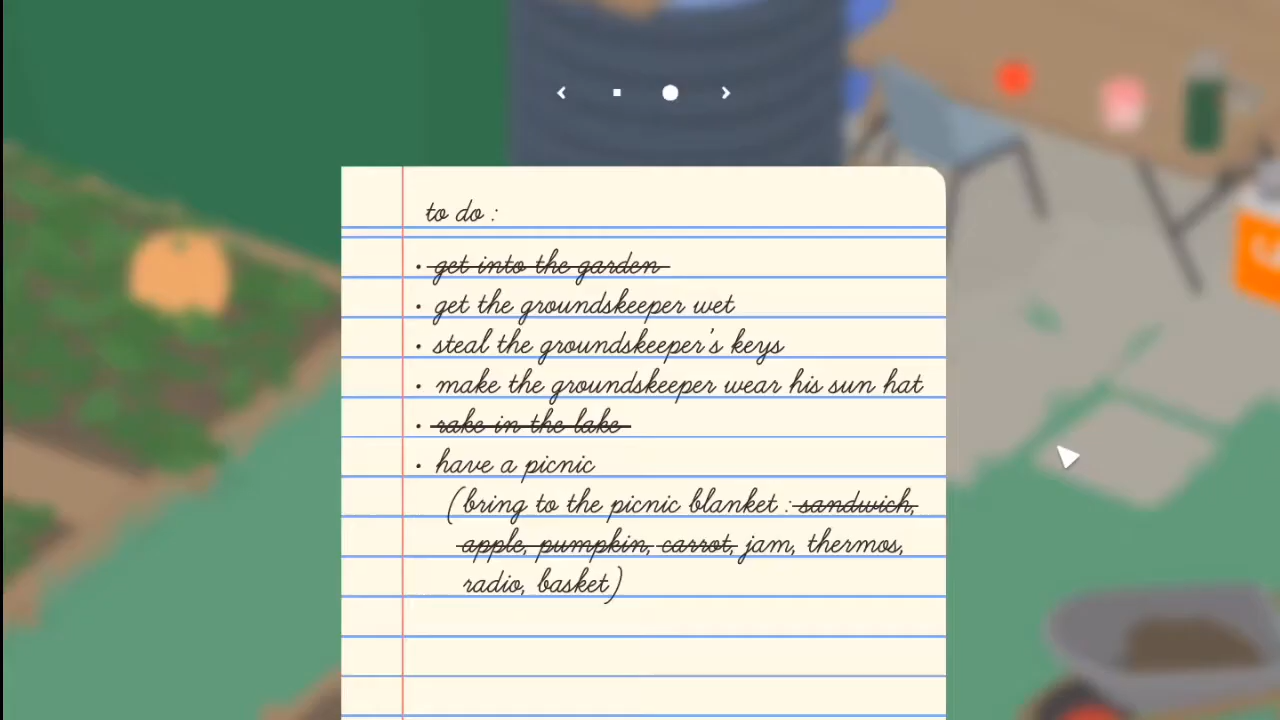 to do :
• get into the garden
• get the groundskeeper wet
• steal the groundskeeper's keys
• make the groundskeeper wear his sun hat
• rake in the lake
• have a picnic
(bring to the picnic blanket : sandwich,
apple, pumpkin, carrot, jam, thermos,
radio, basket)